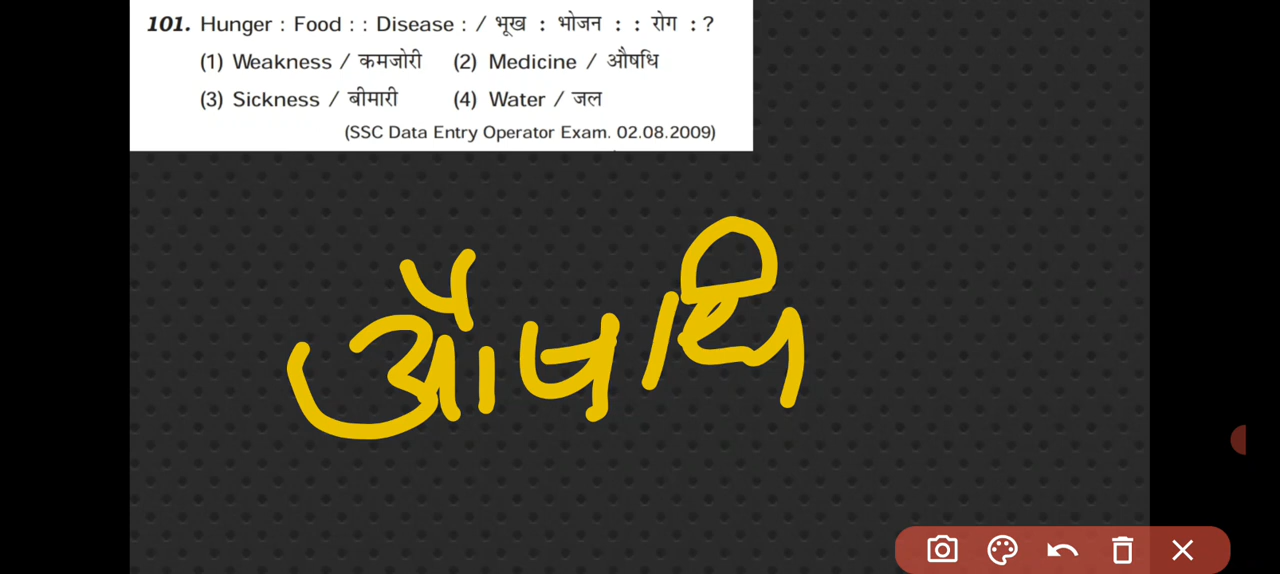 101. Hunger : Food : : Disease : / भूख : भोजन : : रोग : ?
(1) Weakness / कमजोरी (2) Medicine / औषधि
(3) Sickness / बीमारी (4) Water / जल
(SSC Data Entry Operator Exam. 02.08.2009)
औषधि